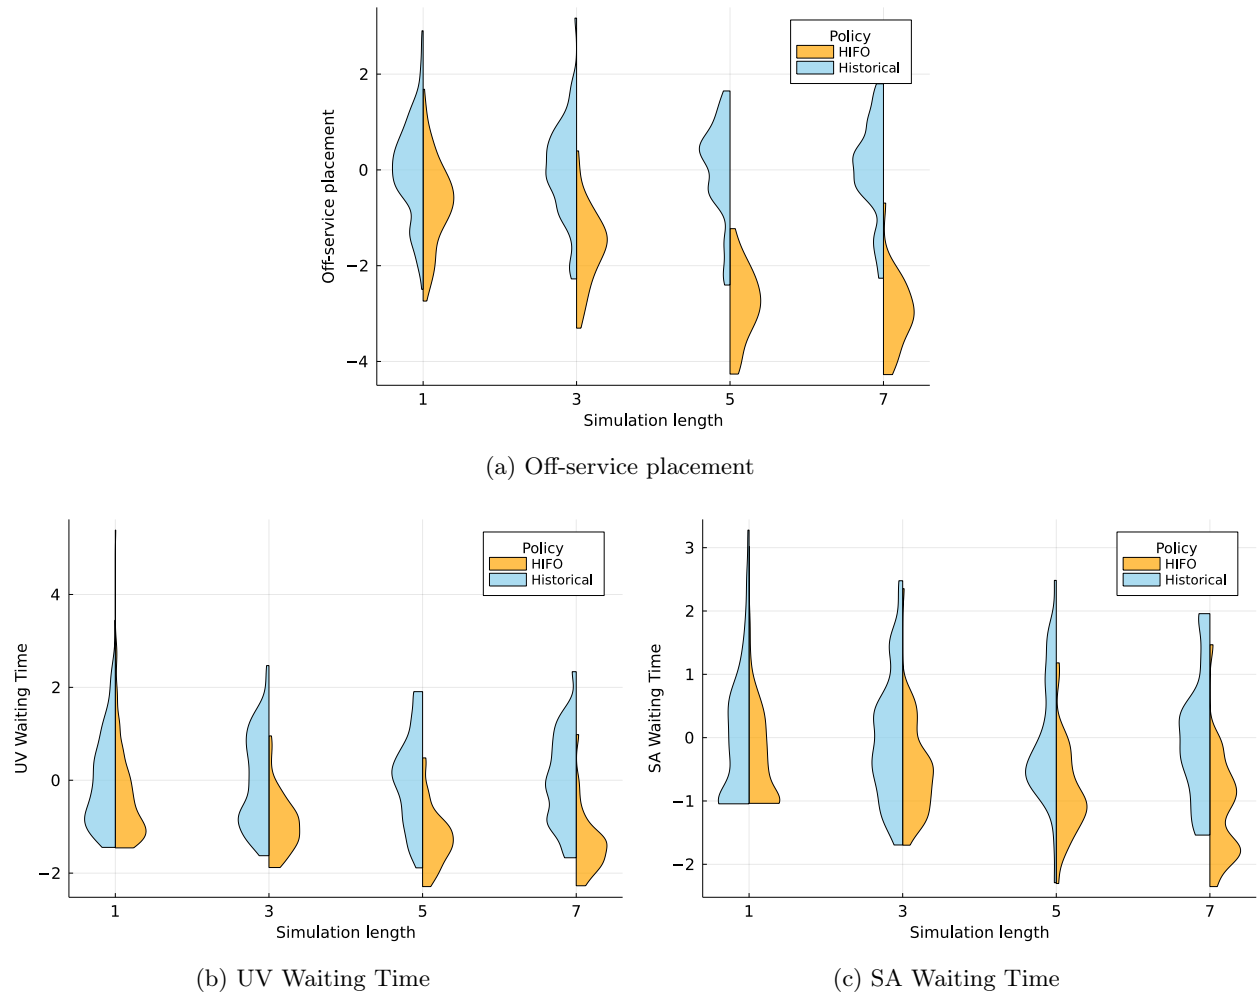 Policy
HIFO
Historical
2
0
−2
−4
Off-service placement
1 3 5 7
Simulation length
(a) Off-service placement
Policy
HIFO
Historical
4
2
0
−2
UV Waiting Time
1 3 5 7
Simulation length
(b) UV Waiting Time
Policy
HIFO
Historical
3
2
1
0
−1
−2
SA Waiting Time
1 3 5 7
Simulation length
(c) SA Waiting Time